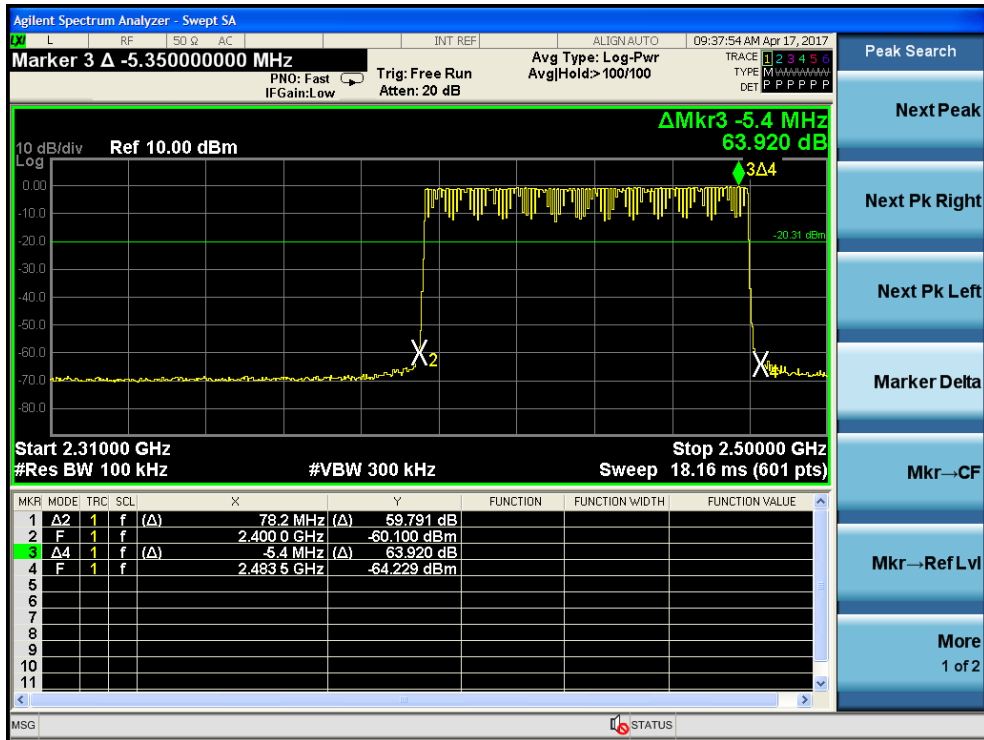 Agilent Spectrum Analyzer - Swept SA
LXI L RF 50 Ω AC INT REF ALIGN AUTO 09:37:54 AM Apr 17, 2017
Marker 3 Δ -5.350000000 MHz
PNO: Fast
IFGain:Low
Trig: Free Run
Atten: 20 dB
Avg Type: Log-Pwr
Avg|Hold:> 100/100
TRACE 1 2 3 4 5 6
TYPE M
DET P P P P P P
Peak Search
ΔMkr3 -5.4 MHz
63.920 dB
10 dB/div Ref 10.00 dBm
Log
3Δ4
0.00
-10.0
-20.0
-20.31 dBm
-30.0
-40.0
-50.0
-60.0
2
-70.0
4
-80.0
Start 2.31000 GHz Stop 2.50000 GHz
#Res BW 100 kHz #VBW 300 kHz Sweep 18.16 ms (601 pts)
MKR MODE TRC SCL X Y FUNCTION FUNCTION WIDTH FUNCTION VALUE
1 Δ2 1 f (Δ) 78.2 MHz (Δ) 59.791 dB
2 F 1 f 2.400 0 GHz -60.100 dBm
3 Δ4 1 f (Δ) -5.4 MHz (Δ) 63.920 dB
4 F 1 f 2.483 5 GHz -64.229 dBm
5
6
7
8
9
10
11
MSG STATUS
Next Peak
Next Pk Right
Next Pk Left
Marker Delta
Mkr→CF
Mkr→Ref Lvl
More
1 of 2